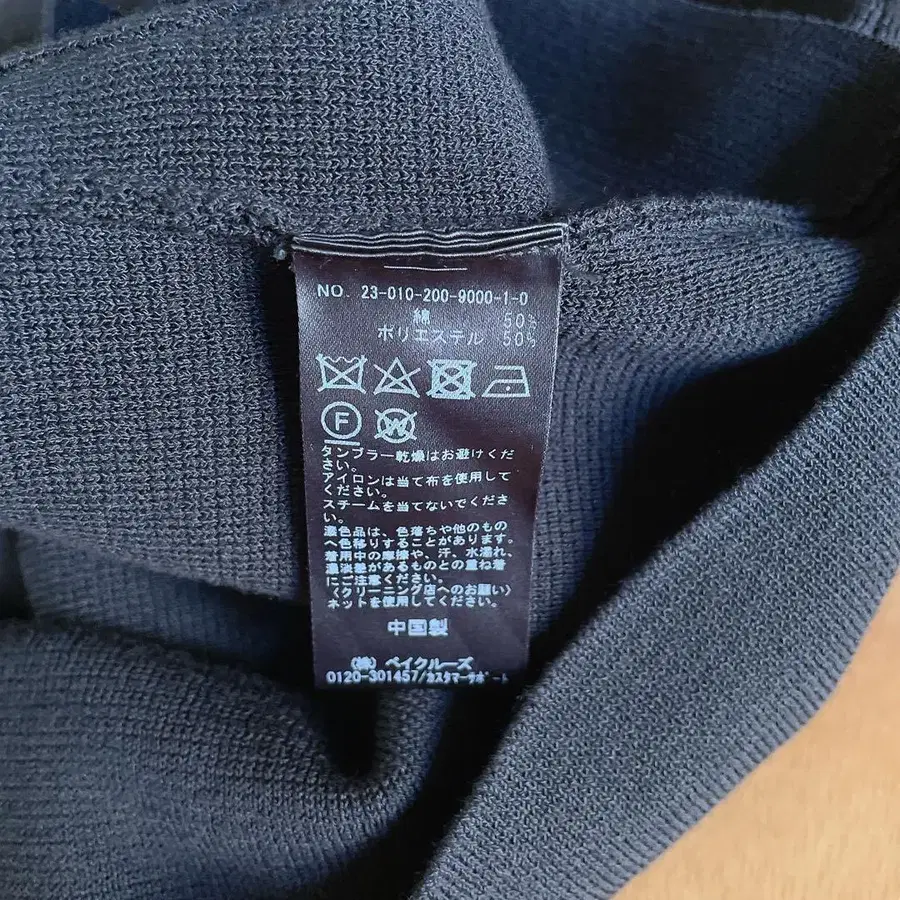 NO. 23-010-200-9000-1-0
綿 50%
ポリエステル 50%
F
W
タンブラー乾燥はお避けくだ
さい。
アイロンは当て布を使用して
ください。
スチームを当てないでくださ
い。
濃色品は、色落ちや他のもの
へ色移りすることがあります。
着用中の摩擦や、汗、水濡れ、
濃淡差があるものとの重ね着
にご注意ください。
〈クリーニング店へのお願い〉
ネットを使用してください。
中国製
(株) ベイクルーズ
0120-301457/カスタマーサポート